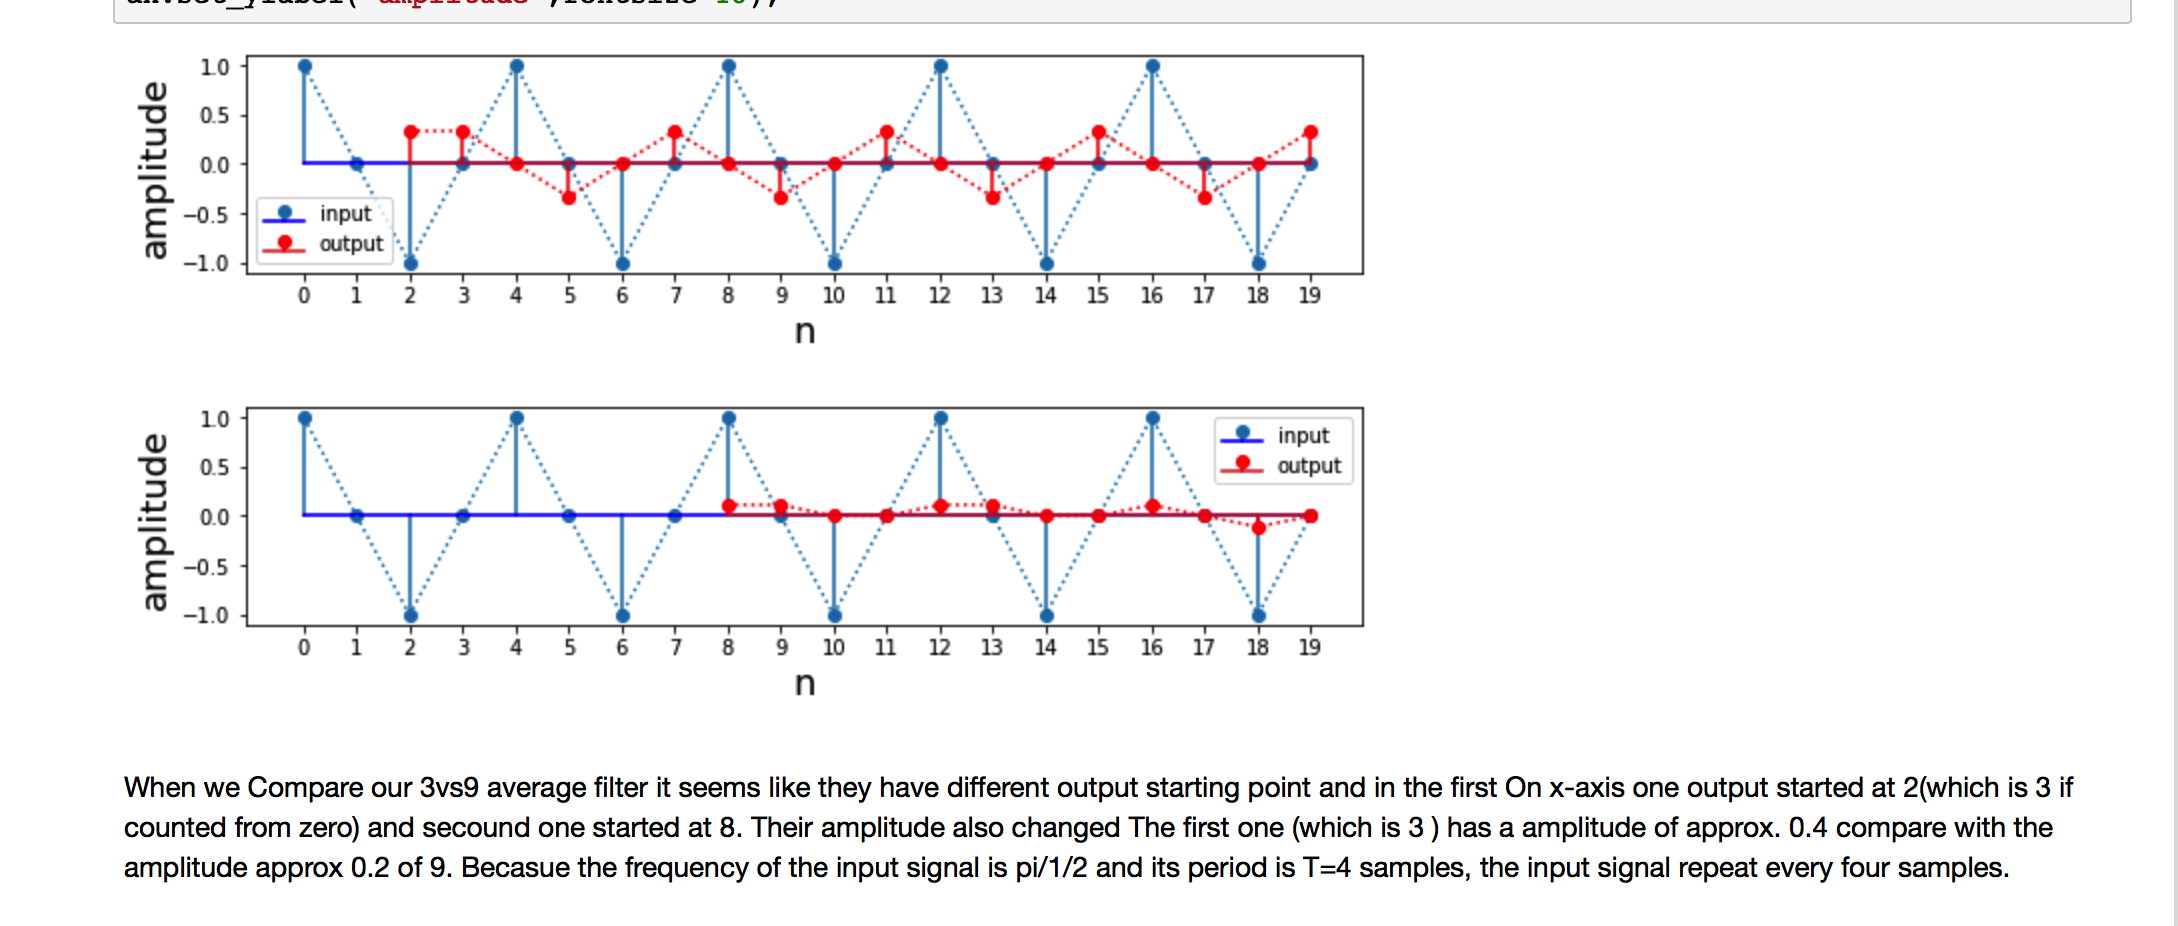 amplitude
1.0
0.5
0.0
−0.5
−1.0
input
output
0 1 2 3 4 5 6 7 8 9 10 11 12 13 14 15 16 17 18 19
n
amplitude
1.0
0.5
0.0
−0.5
−1.0
input
output
0 1 2 3 4 5 6 7 8 9 10 11 12 13 14 15 16 17 18 19
n
When we Compare our 3vs9 average filter it seems like they have different output starting point and in the first On x-axis one output started at 2(which is 3 if
counted from zero) and secound one started at 8. Their amplitude also changed The first one (which is 3 ) has a amplitude of approx. 0.4 compare with the
amplitude approx 0.2 of 9. Becasue the frequency of the input signal is pi/1/2 and its period is T=4 samples, the input signal repeat every four samples.